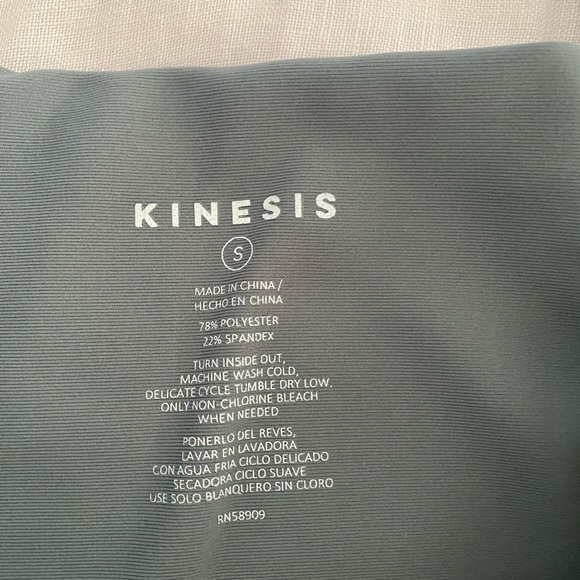 KINESIS
S
MADE IN CHINA /
HECHO EN CHINA
78% POLYESTER
22% SPANDEX
TURN INSIDE OUT,
MACHINE WASH COLD,
DELICATE CYCLE TUMBLE DRY LOW,
ONLY NON-CHLORINE BLEACH
WHEN NEEDED
PONERLO DEL REVES,
LAVAR EN LAVADORA
CON AGUA FRIA CICLO DELICADO
SECADORA CICLO SUAVE
USE SOLO BLANQUERO SIN CLORO
RN58909